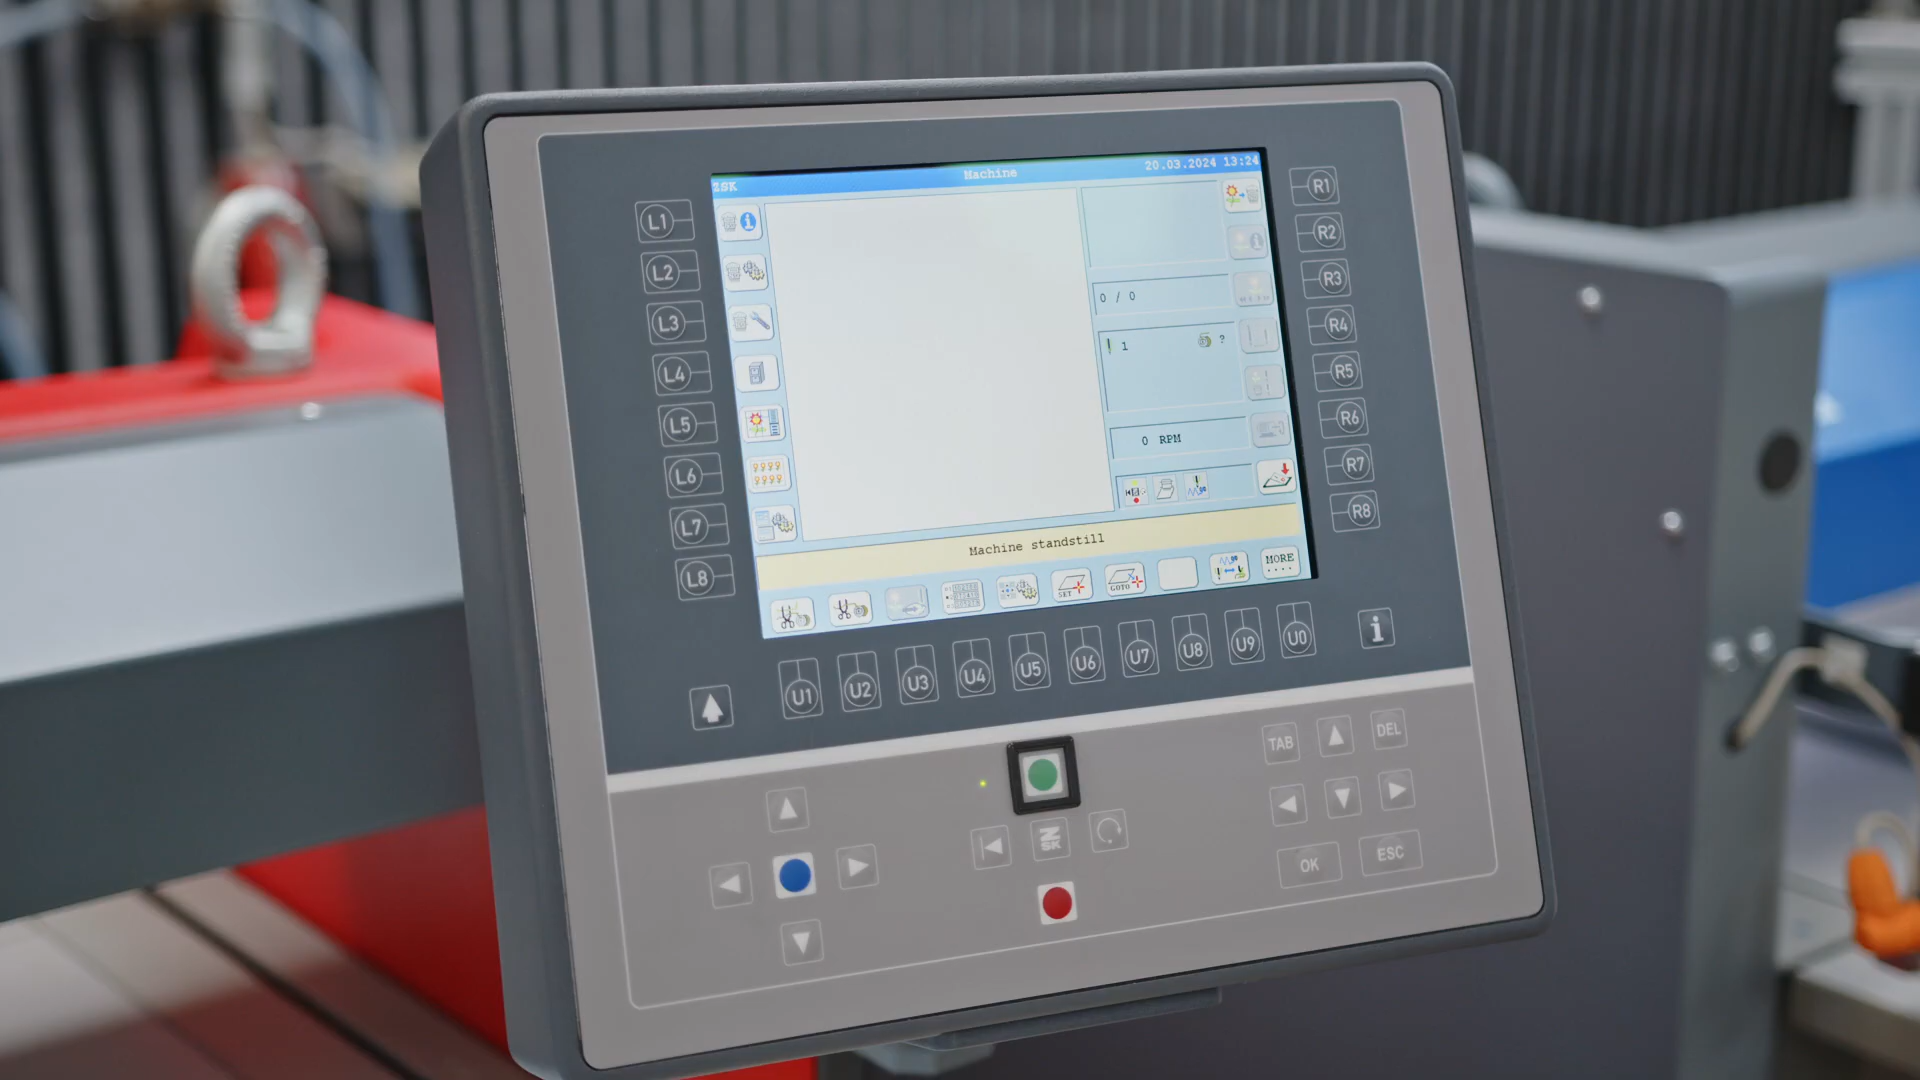 ZSK Machine 20.03.2024 13:24
0 / 0
1 ?
0 RPM
Machine standstill
SET GOTO MORE
....
L1
L2
L3
L4
L5
L6
L7
L8
R1
R2
R3
R4
R5
R6
R7
R8
U1 U2 U3 U4 U5 U6 U7 U8 U9 U0
i
TAB DEL
ZSK
OK ESC